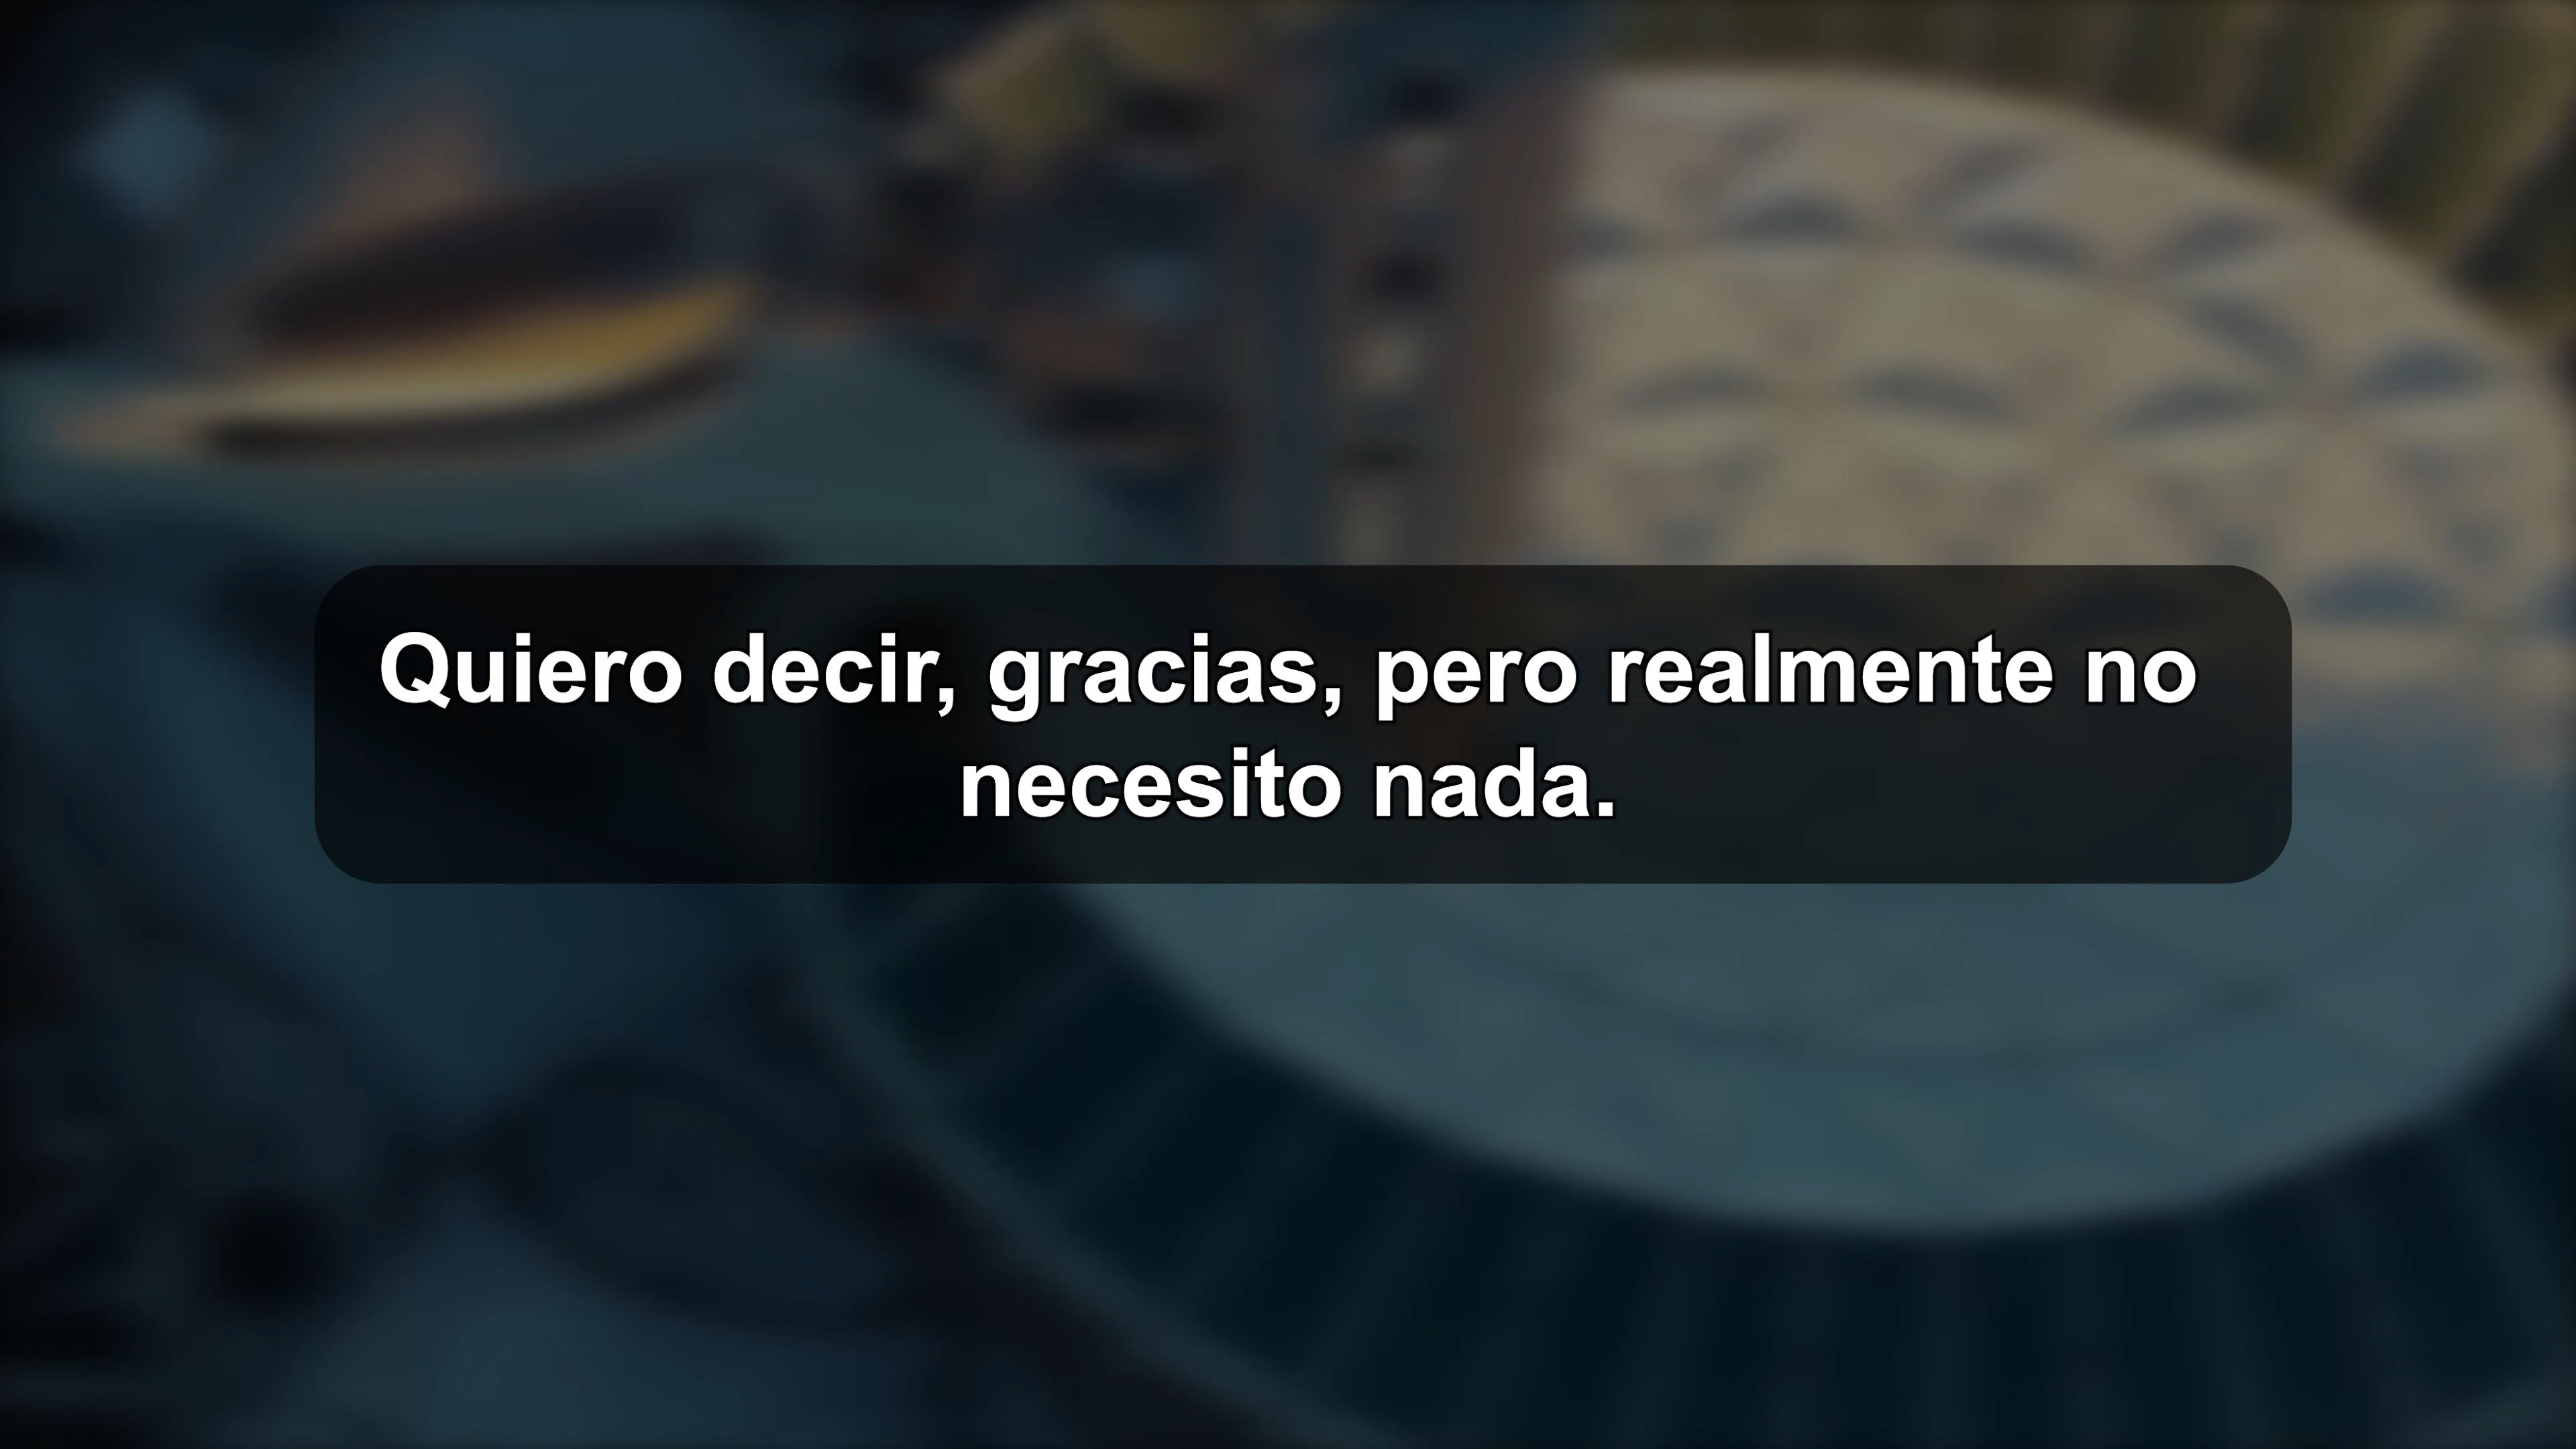 Quiero decir, gracias, pero realmente no
necesito nada.